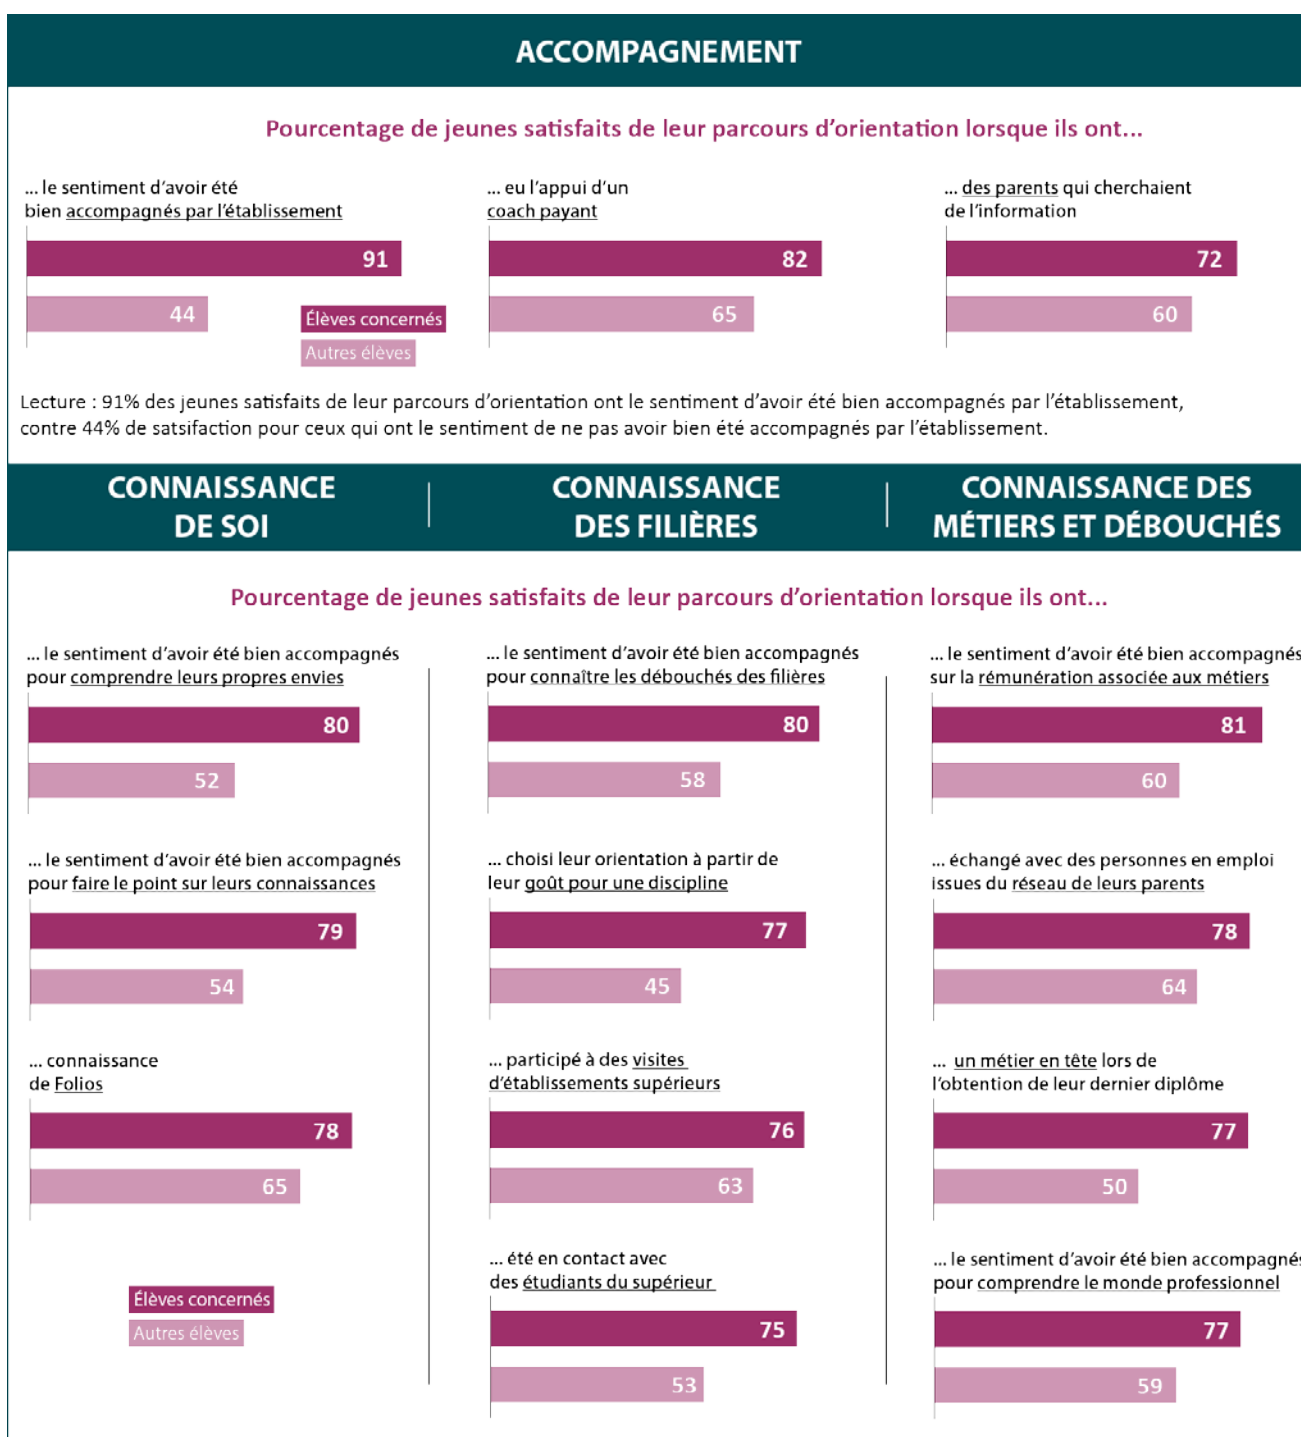 ACCOMPAGNEMENT
Pourcentage de jeunes satisfaits de leur parcours d'orientation lorsque ils ont...
... le sentiment d'avoir été
bien accompagnés par l'établissement
91
44
Élèves concernés
Autres élèves
... eu l'appui d'un
coach payant
82
65
... des parents qui cherchaient
de l'information
72
60
Lecture : 91% des jeunes satisfaits de leur parcours d'orientation ont le sentiment d'avoir été bien accompagnés par l'établissement,
contre 44% de satsifaction pour ceux qui ont le sentiment de ne pas avoir bien été accompagnés par l'établissement.
CONNAISSANCE
DE SOI
CONNAISSANCE
DES FILIÈRES
CONNAISSANCE DES
MÉTIERS ET DÉBOUCHÉS
Pourcentage de jeunes satisfaits de leur parcours d'orientation lorsque ils ont...
... le sentiment d'avoir été bien accompagnés
pour comprendre leurs propres envies
80
52
... le sentiment d'avoir été bien accompagnés
pour faire le point sur leurs connaissances
79
54
... connaissance
de Folios
78
65
Élèves concernés
Autres élèves
... le sentiment d'avoir été bien accompagnés
pour connaître les débouchés des filières
80
58
... choisi leur orientation à partir de
leur goût pour une discipline
77
45
... participé à des visites
d'établissements supérieurs
76
63
... été en contact avec
des étudiants du supérieur
75
53
... le sentiment d'avoir été bien accompagnés
sur la rémunération associée aux métiers
81
60
... échangé avec des personnes en emploi
issues du réseau de leurs parents
78
64
... un métier en tête lors de
l'obtention de leur dernier diplôme
77
50
... le sentiment d'avoir été bien accompagnés
pour comprendre le monde professionnel
77
59